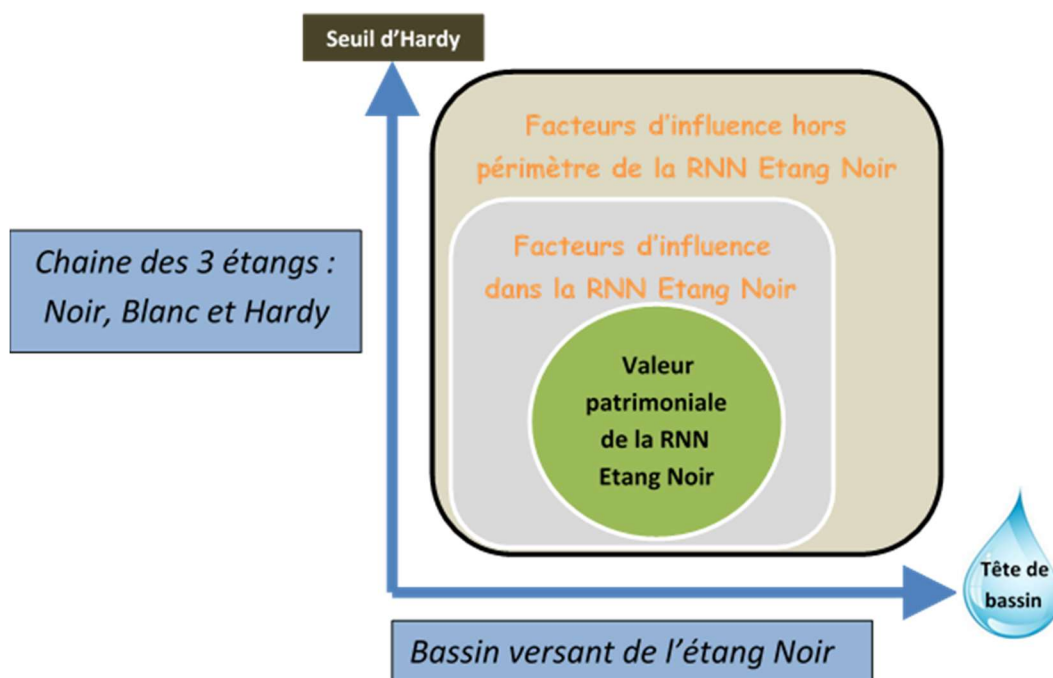 Seuil d'Hardy
Facteurs d'influence hors
périmètre de la RNN Etang Noir
Chaine des 3 étangs :
Noir, Blanc et Hardy
Facteurs d'influence
dans la RNN Etang Noir
Valeur
patrimoniale
de la RNN
Etang Noir
Tête de
bassin
Bassin versant de l'étang Noir